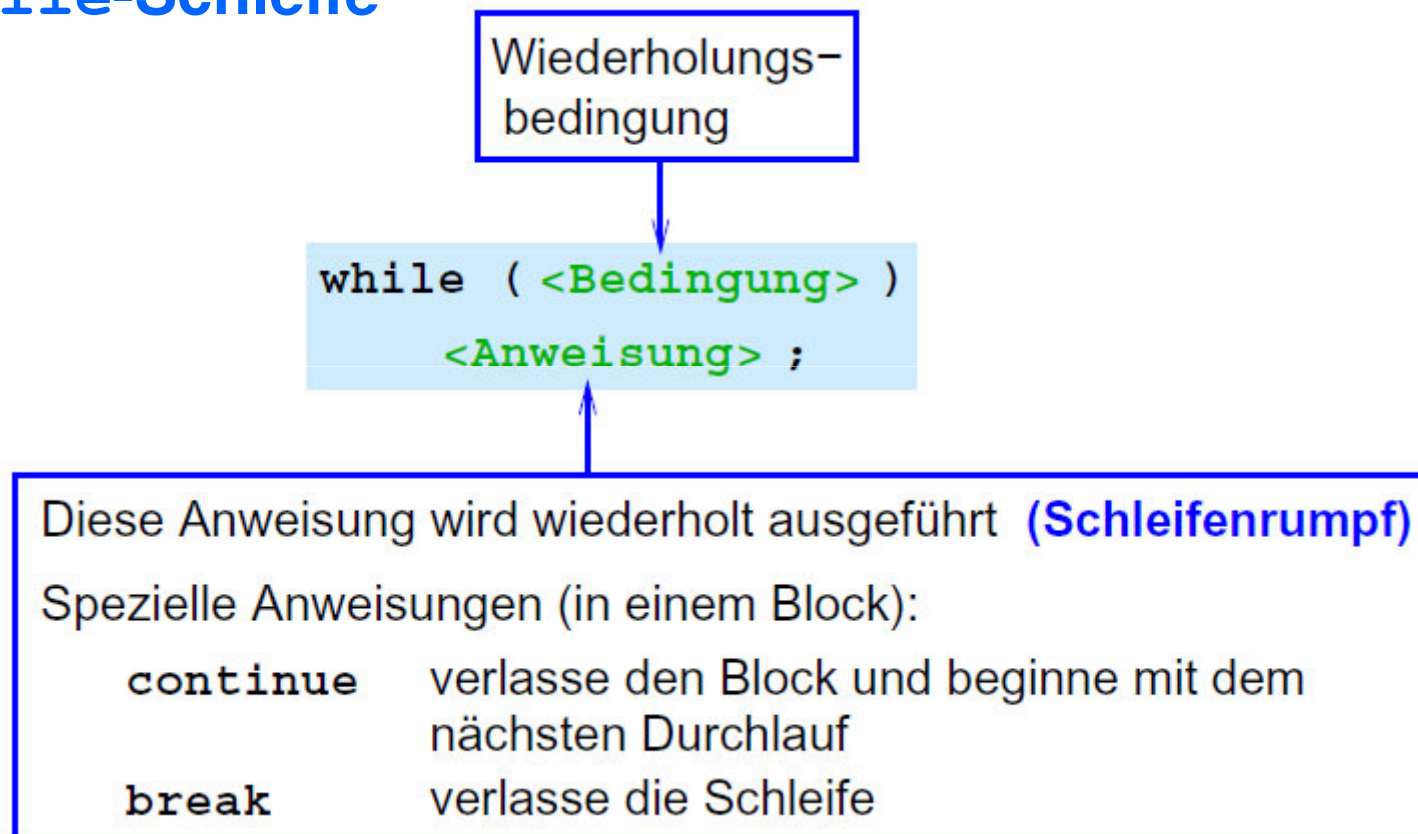 Wiederholungs-
bedingung
while ( <Bedingung> )
<Anweisung> ;
Diese Anweisung wird wiederholt ausgeführt (Schleifenrumpf)
Spezielle Anweisungen (in einem Block):
continue verlasse den Block und beginne mit dem
nächsten Durchlauf
break verlasse die Schleife